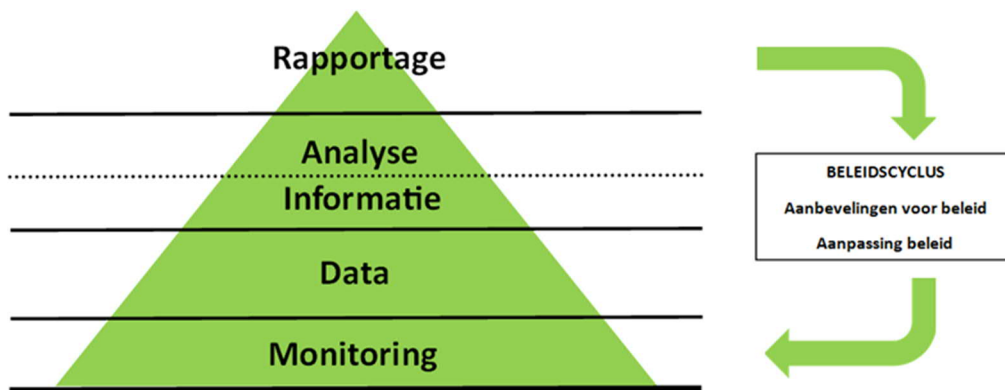 Rapportage
Analyse
Informatie
Data
Monitoring
BELEIDSCYCLUS
Aanbevelingen voor beleid
Aanpassing beleid